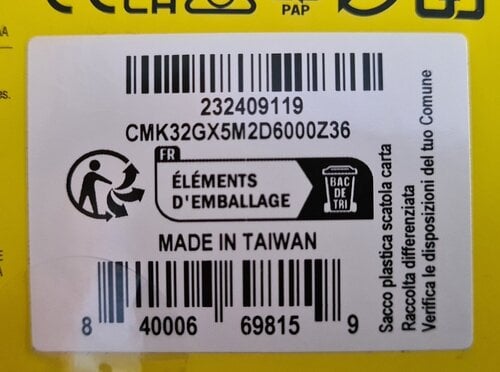 PAP
232409119
CMK32GX5M2D6000Z36
FR
ÉLÉMENTS
D'EMBALLAGE
BAC
DE
TRI
MADE IN TAIWAN
8 40006 69815 9
Sacco plastica scatola carta
Raccolta differenziata
Verifica le disposizioni del tuo Comune